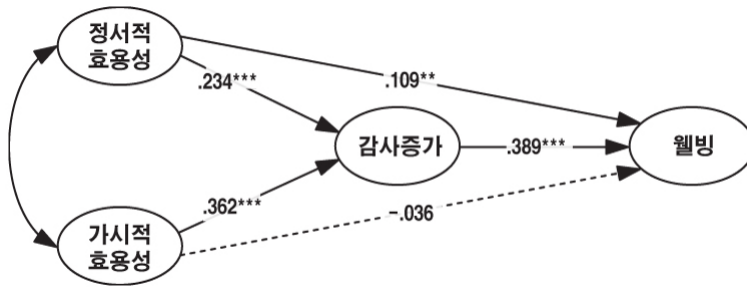 정서적
효용성
.109**
.234***
감사증가
.389***
웰빙
.362***
-.036
가시적
효용성